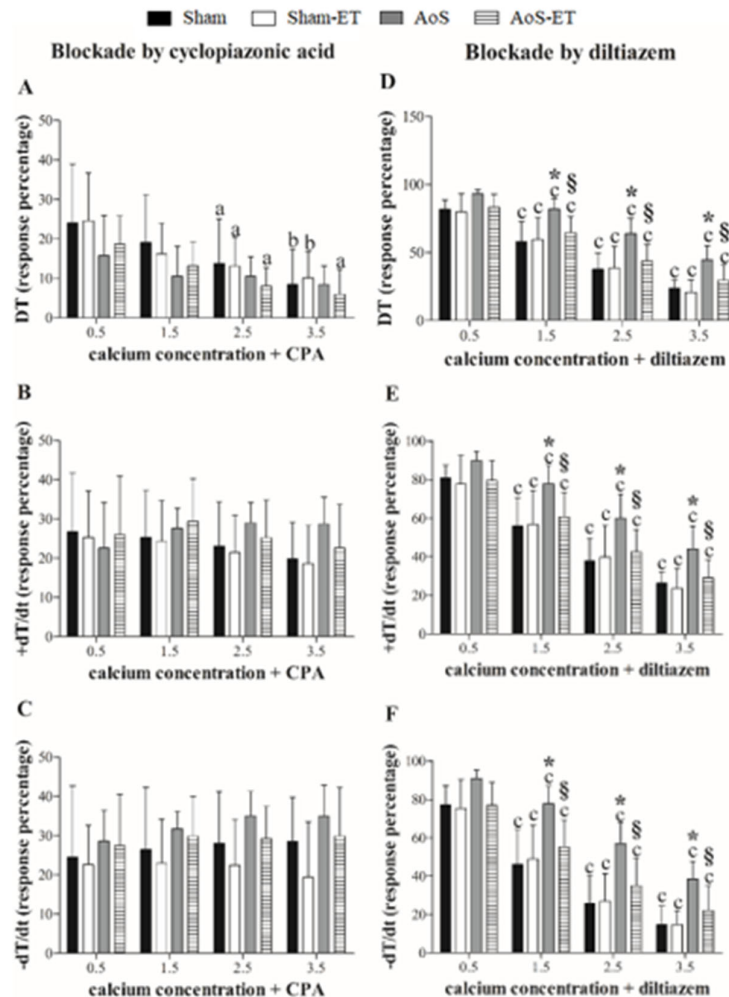 Sham Sham-ET AoS AoS-ET
Blockade by cyclopiazonic acid
Blockade by diltiazem
A
DT (response percentage)
50
40
30
20
10
0
a
a
a
b
b
a
0.5 1.5 2.5 3.5
calcium concentration + CPA
D
DT (response percentage)
150
100
50
0
* § * § * §
c c c c c c c c c c c c
0.5 1.5 2.5 3.5
calcium concentration + diltiazem
B
+dT/dt (response percentage)
50
40
30
20
10
0
0.5 1.5 2.5 3.5
calcium concentration + CPA
E
+dT/dt (response percentage)
100
80
60
40
20
0
* § * § * §
c c c c c c c c c c c c
0.5 1.5 2.5 3.5
calcium concentration + diltiazem
C
-dT/dt (response percentage)
50
40
30
20
10
0
0.5 1.5 2.5 3.5
calcium concentration + CPA
F
-dT/dt (response percentage)
100
80
60
40
20
0
* § * § * §
c c c c c c c c c c c c
0.5 1.5 2.5 3.5
calcium concentration + diltiazem